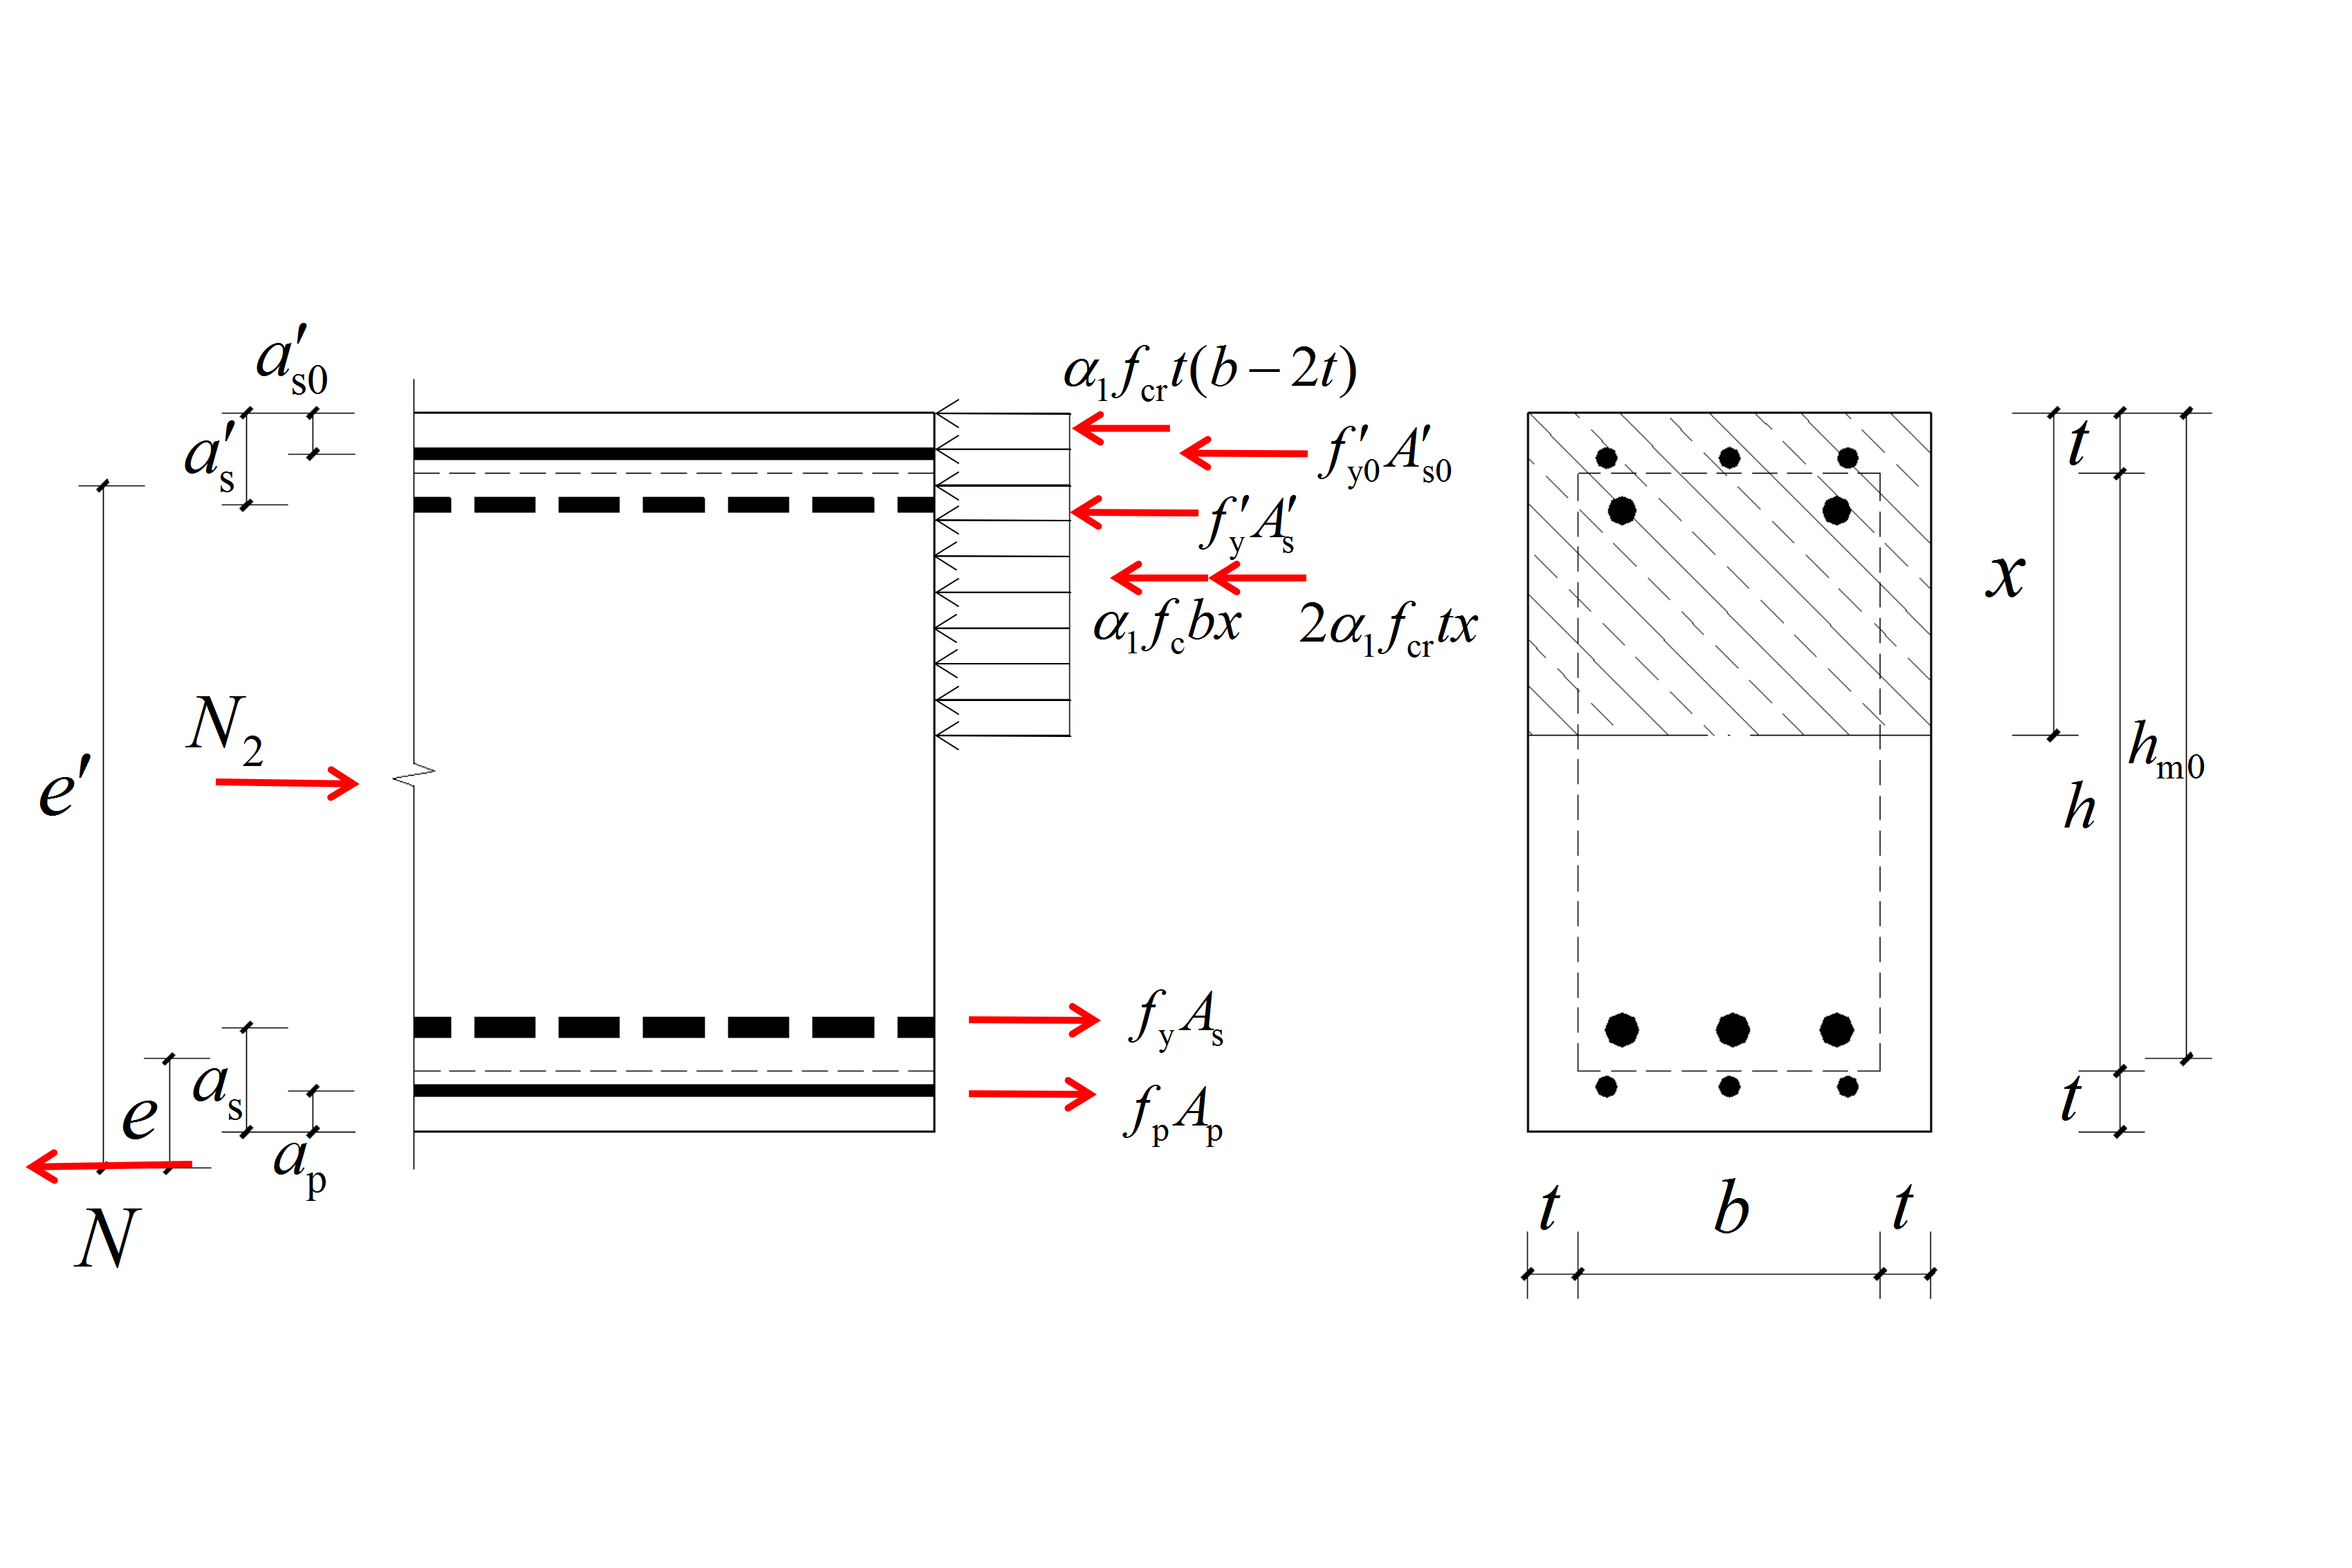 a′s0
a′s
e′
N2
as
e
ap
N
α1fcrt(b−2t)
f′y0A′s0
f′yA′s
α1fcbx
2α1fcrtx
fyAs
fpAp
t
x
hm0
h
t
t
b
t